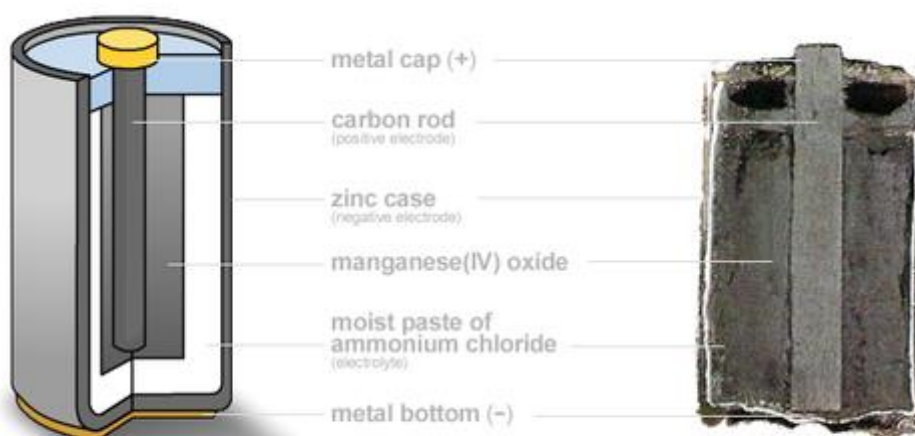 metal cap (+)
carbon rod
(positive electrode)
zinc case
(negative electrode)
manganese(IV) oxide
moist paste of
ammonium chloride
(electrolyte)
metal bottom (−)